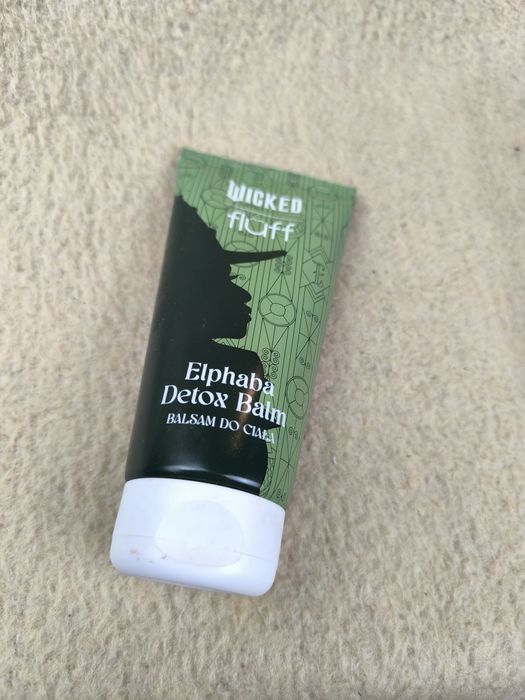 WICKED
fluff
Elphaba
Detox Balm
BALSAM DO CIAŁA